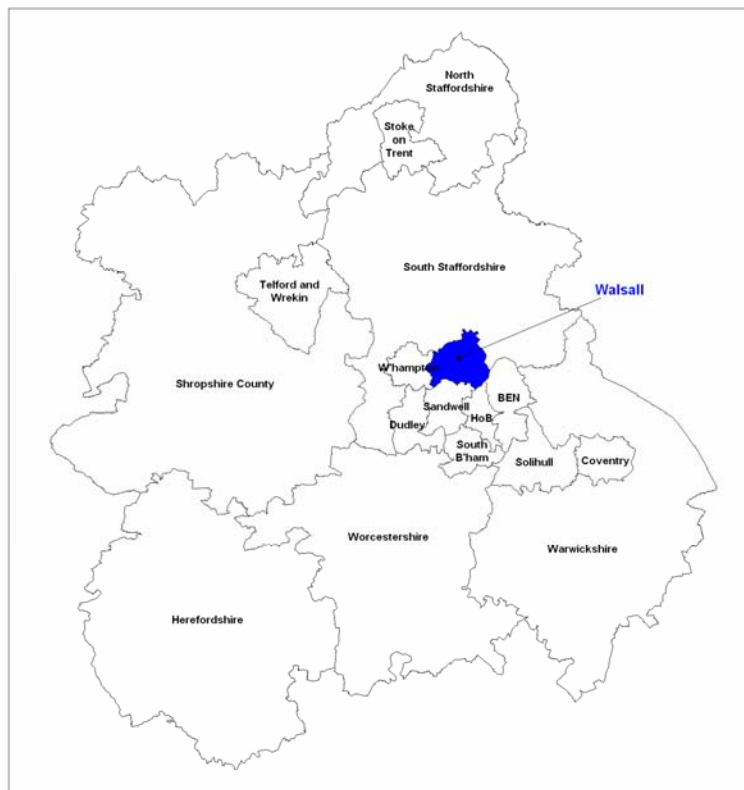 North
Staffordshire
Stoke
on
Trent
South Staffordshire
Telford and
Wrekin
Walsall
W'hampton
Shropshire County
BEN
Sandwell
HoB
Dudley
South
B'ham
Solihull
Coventry
Worcestershire
Warwickshire
Herefordshire